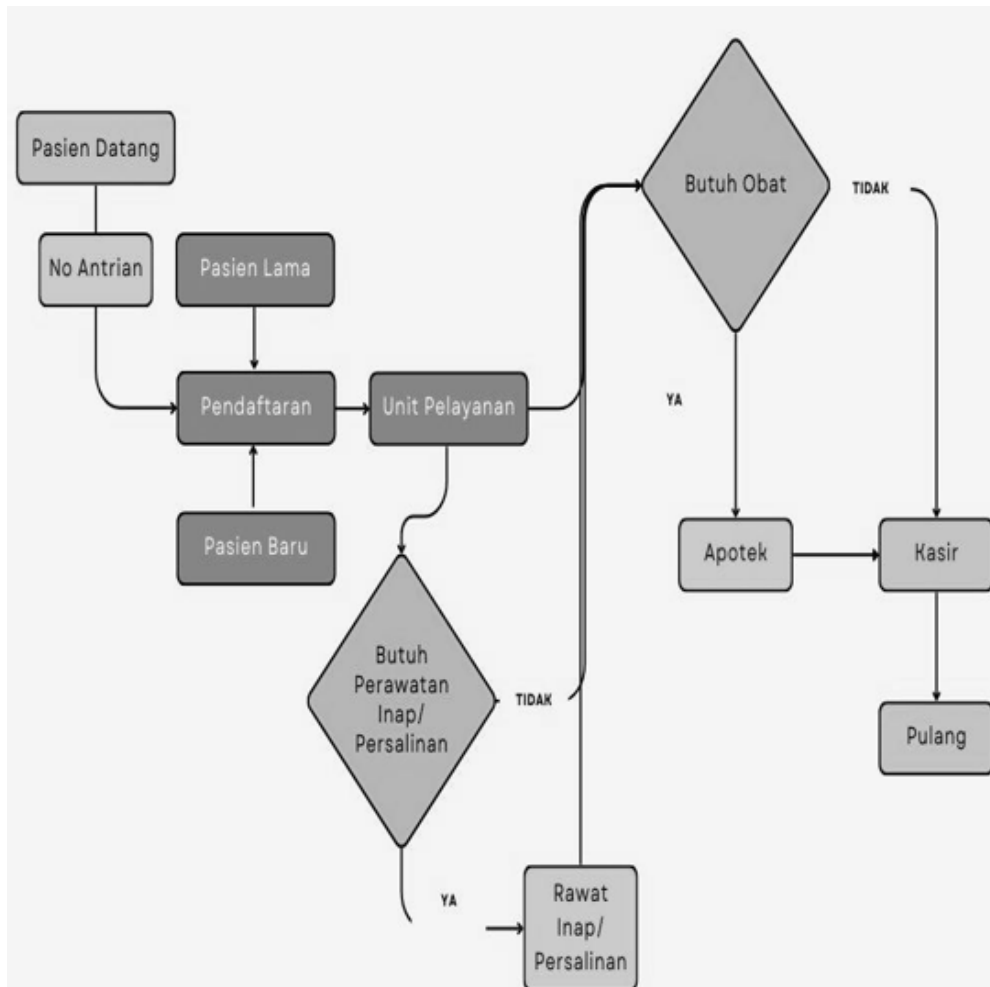 Pasien Datang
No Antrian
Pasien Lama
Pendaftaran
Unit Pelayanan
Pasien Baru
Butuh
Perawatan
Inap/
Persalinan
TIDAK
YA
Rawat
Inap/
Persalinan
Butuh Obat
TIDAK
YA
Apotek
Kasir
Pulang